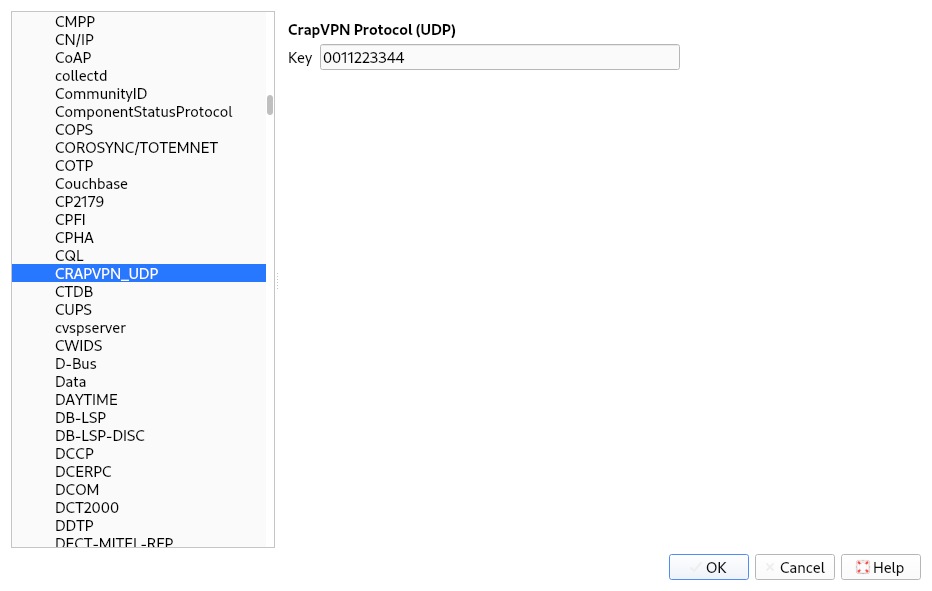 CMPP
CN/IP
CoAP
collectd
CommunityID
ComponentStatusProtocol
COPS
COROSYNC/TOTEMNET
COTP
Couchbase
CP2179
CPFI
CPHA
CQL
CRAPVPN_UDP
CTDB
CUPS
cvspserver
CWIDS
D-Bus
Data
DAYTIME
DB-LSP
DB-LSP-DISC
DCCP
DCERPC
DCOM
DCT2000
DDTP
DECT-MITEL-RFP
CrapVPN Protocol (UDP)
Key 0011223344
OK Cancel Help